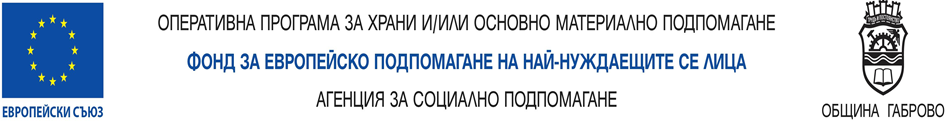 ОПЕРАТИВНА ПРОГРАМА ЗА ХРАНИ И/ИЛИ ОСНОВНО МАТЕРИАЛНО ПОДПОМАГАНЕ
ФОНД ЗА ЕВРОПЕЙСКО ПОДПОМАГАНЕ НА НАЙ-НУЖДАЕЩИТЕ СЕ ЛИЦА
АГЕНЦИЯ ЗА СОЦИАЛНО ПОДПОМАГАНЕ
ЕВРОПЕЙСКИ СЪЮЗ
ОБЩИНА ГАБРОВО